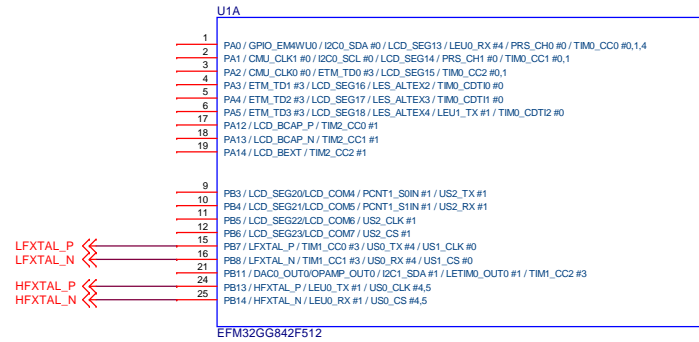 U1A
1 PA0 / GPIO_EM4WU0 / I2C0_SDA #0 / LCD_SEG13 / LEU0_RX #4 / PRS_CH0 #0 / TIM0_CC0 #0,1,4
2 PA1 / CMU_CLK1 #0 / I2C0_SCL #0 / LCD_SEG14 / PRS_CH1 #0 / TIM0_CC1 #0,1
3 PA2 / CMU_CLK0 #0 / ETM_TD0 #3 / LCD_SEG15 / TIM0_CC2 #0,1
4 PA3 / ETM_TD1 #3 / LCD_SEG16 / LES_ALTEX2 / TIM0_CDTI0 #0
5 PA4 / ETM_TD2 #3 / LCD_SEG17 / LES_ALTEX3 / TIM0_CDTI1 #0
6 PA5 / ETM_TD3 #3 / LCD_SEG18 / LES_ALTEX4 / LEU1_TX #1 / TIM0_CDTI2 #0
17 PA12 / LCD_BCAP_P / TIM2_CC0 #1
18 PA13 / LCD_BCAP_N / TIM2_CC1 #1
19 PA14 / LCD_BEXT / TIM2_CC2 #1
9 PB3 / LCD_SEG20/LCD_COM4 / PCNT1_S0IN #1 / US2_TX #1
10 PB4 / LCD_SEG21/LCD_COM5 / PCNT1_S1IN #1 / US2_RX #1
11 PB5 / LCD_SEG22/LCD_COM6 / US2_CLK #1
12 PB6 / LCD_SEG23/LCD_COM7 / US2_CS #1
LFXTAL_P 15 PB7 / LFXTAL_P / TIM1_CC0 #3 / US0_TX #4 / US1_CLK #0
LFXTAL_N 16 PB8 / LFXTAL_N / TIM1_CC1 #3 / US0_RX #4 / US1_CS #0
21 PB11 / DAC0_OUT0/OPAMP_OUT0 / I2C1_SDA #1 / LETIM0_OUT0 #1 / TIM1_CC2 #3
HFXTAL_P 24 PB13 / HFXTAL_P / LEU0_TX #1 / US0_CLK #4,5
HFXTAL_N 25 PB14 / HFXTAL_N / LEU0_RX #1 / US0_CS #4,5
EFM32GG842F512